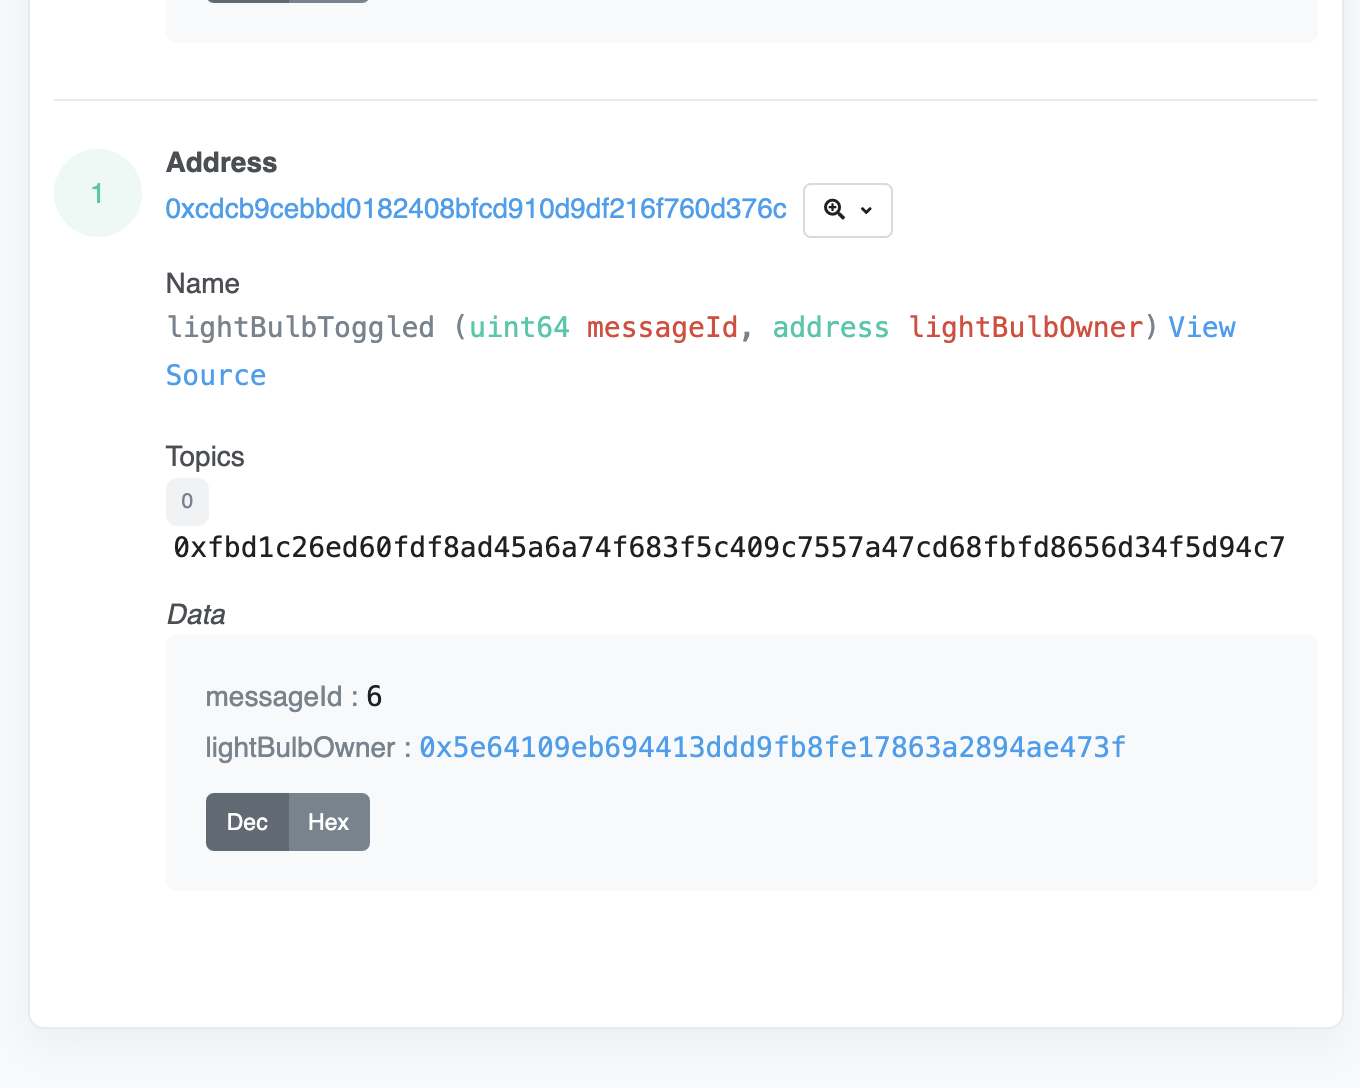 1
Address
0xcdcb9cebbd0182408bfcd910d9df216f760d376c
Name
lightBulbToggled (uint64 messageId, address lightBulbOwner) View
Source
Topics
0
0xfbd1c26ed60fdf8ad45a6a74f683f5c409c7557a47cd68fbfd8656d34f5d94c7
Data
messageId : 6
lightBulbOwner : 0x5e64109eb694413ddd9fb8fe17863a2894ae473f
Dec Hex